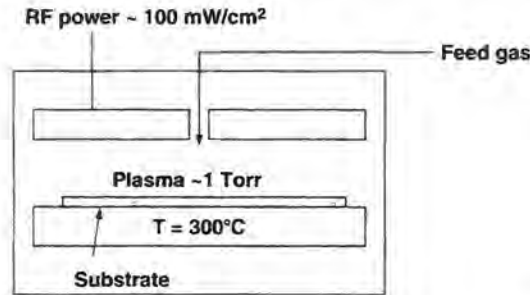 RF power ~ 100 mW/cm²
Feed gas
Plasma ~1 Torr
T = 300°C
Substrate